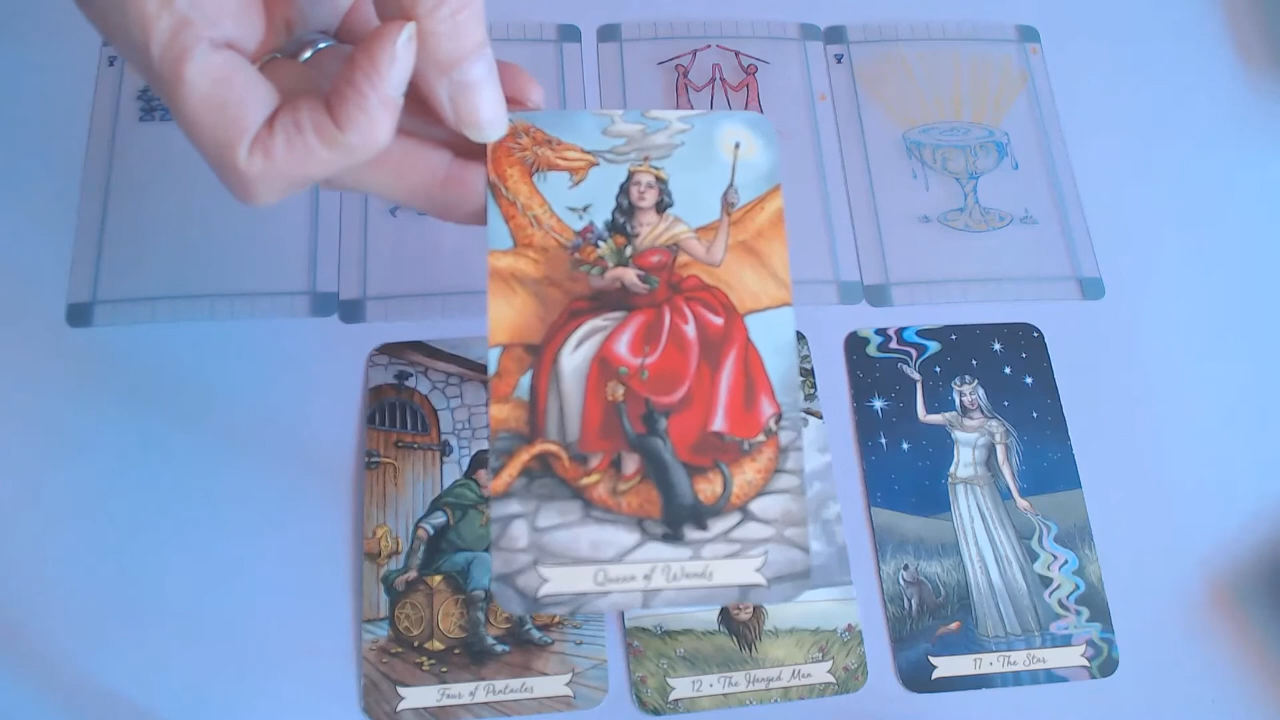 Queen of Wands
Four of Pentacles
12 • The Hanged Man
17 • The Star